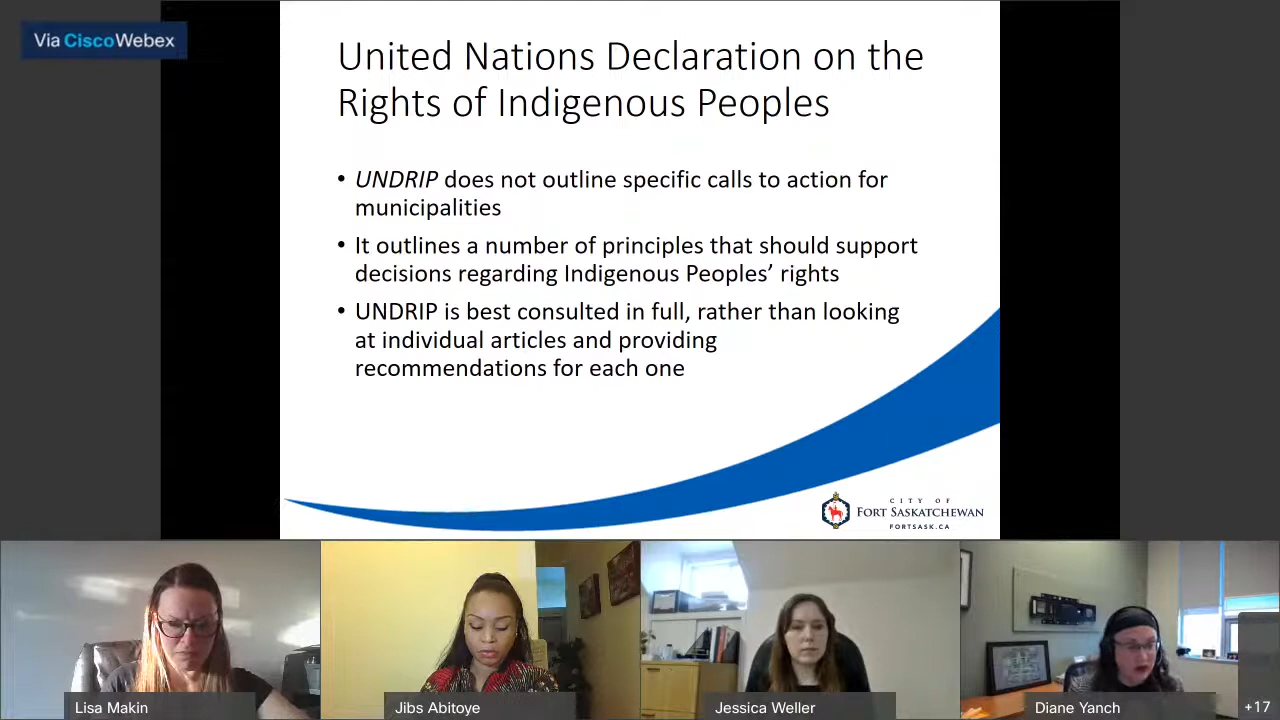 Via CiscoWebex
United Nations Declaration on the
Rights of Indigenous Peoples
• UNDRIP does not outline specific calls to action for
municipalities
• It outlines a number of principles that should support
decisions regarding Indigenous Peoples’ rights
• UNDRIP is best consulted in full, rather than looking
at individual articles and providing
recommendations for each one
CITY OF
FORT SASKATCHEWAN
FORTSASK.CA
Lisa Makin
Jibs Abitoye
Jessica Weller
Diane Yanch
+17